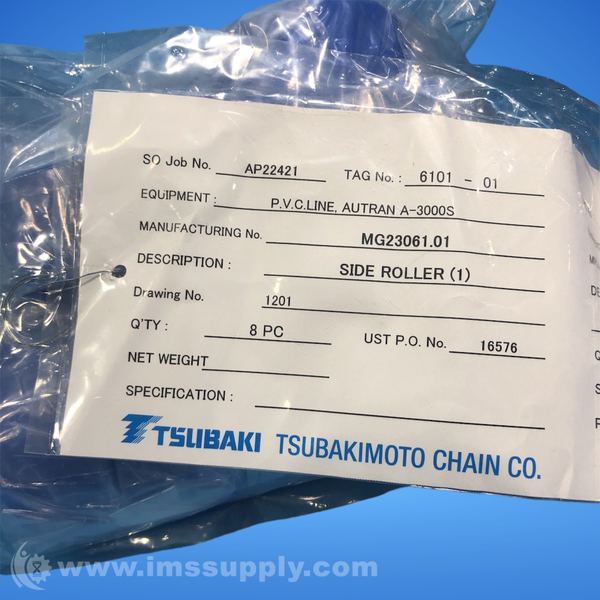 SO Job No. AP22421 TAG No.: 6101 - 01
EQUIPMENT: P.V.C.LINE, AUTRAN A-3000S
MANUFACTURING No. MG23061.01
DESCRIPTION: SIDE ROLLER (1)
Drawing No. 1201
Q'TY: 8 PC UST P.O. No. 16576
NET WEIGHT
SPECIFICATION:
TSUBAKI TSUBAKIMOTO CHAIN CO.
www.imssupply.com